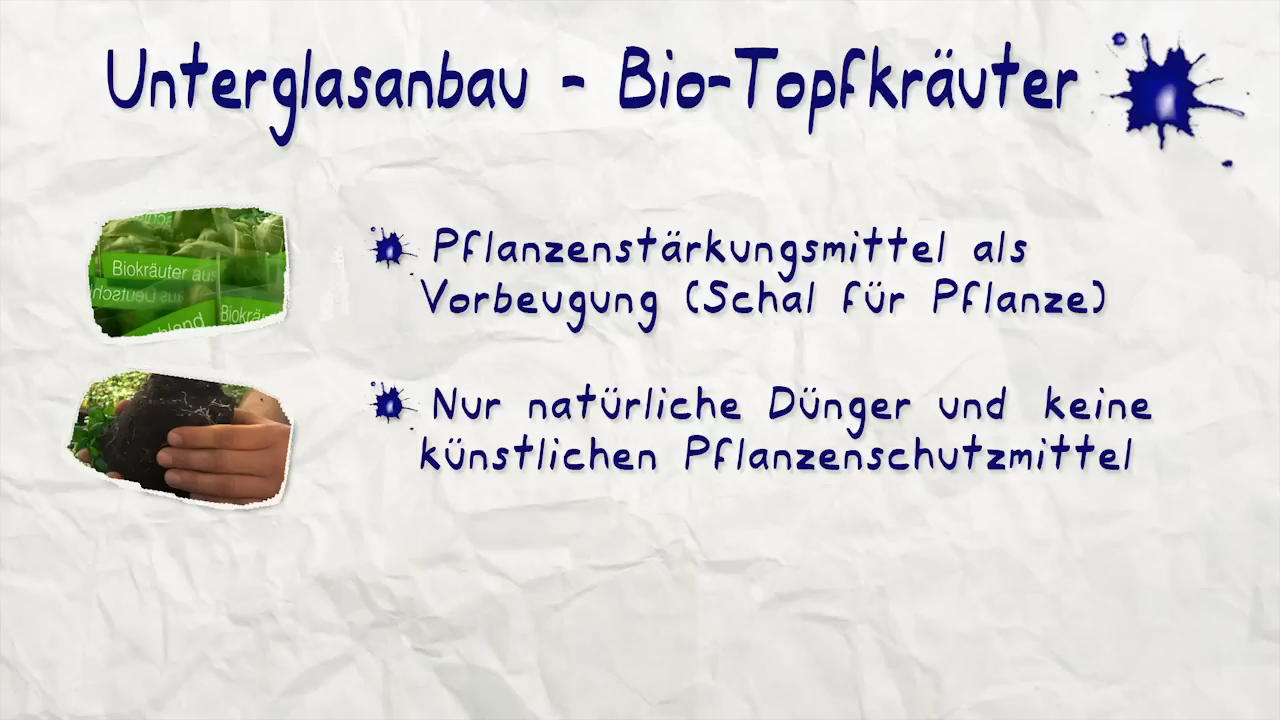 Unterglasanbau - Bio-Topfkräuter
Pflanzenstärkungsmittel als
Vorbeugung (Schal für Pflanze)
Nur natürliche Dünger und keine
künstlichen Pflanzenschutzmittel
Biokräuter aus